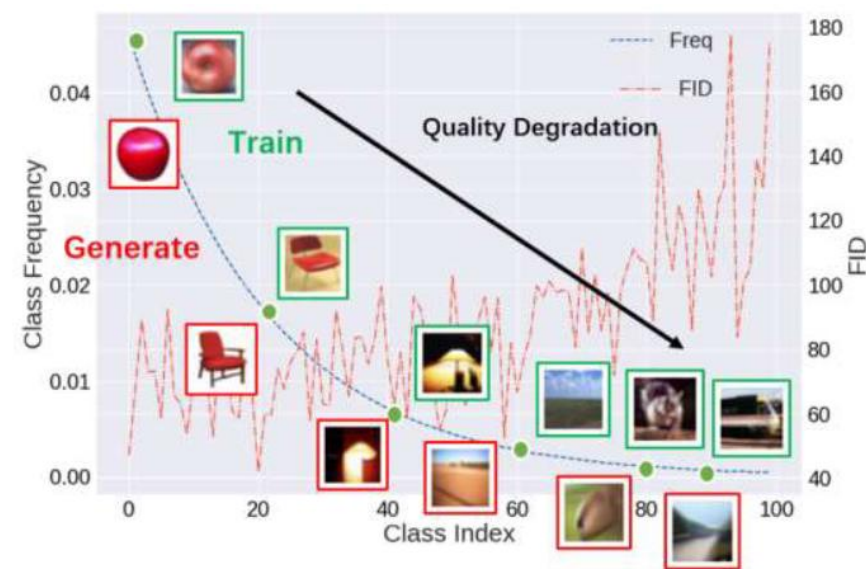 180
Freq
FID
0.04
160
Train
Quality Degradation
140
0.03
120
Generate
Class Frequency
FID
0.02
100
80
0.01
60
0.00
40
0
20
40
60
80
100
Class Index